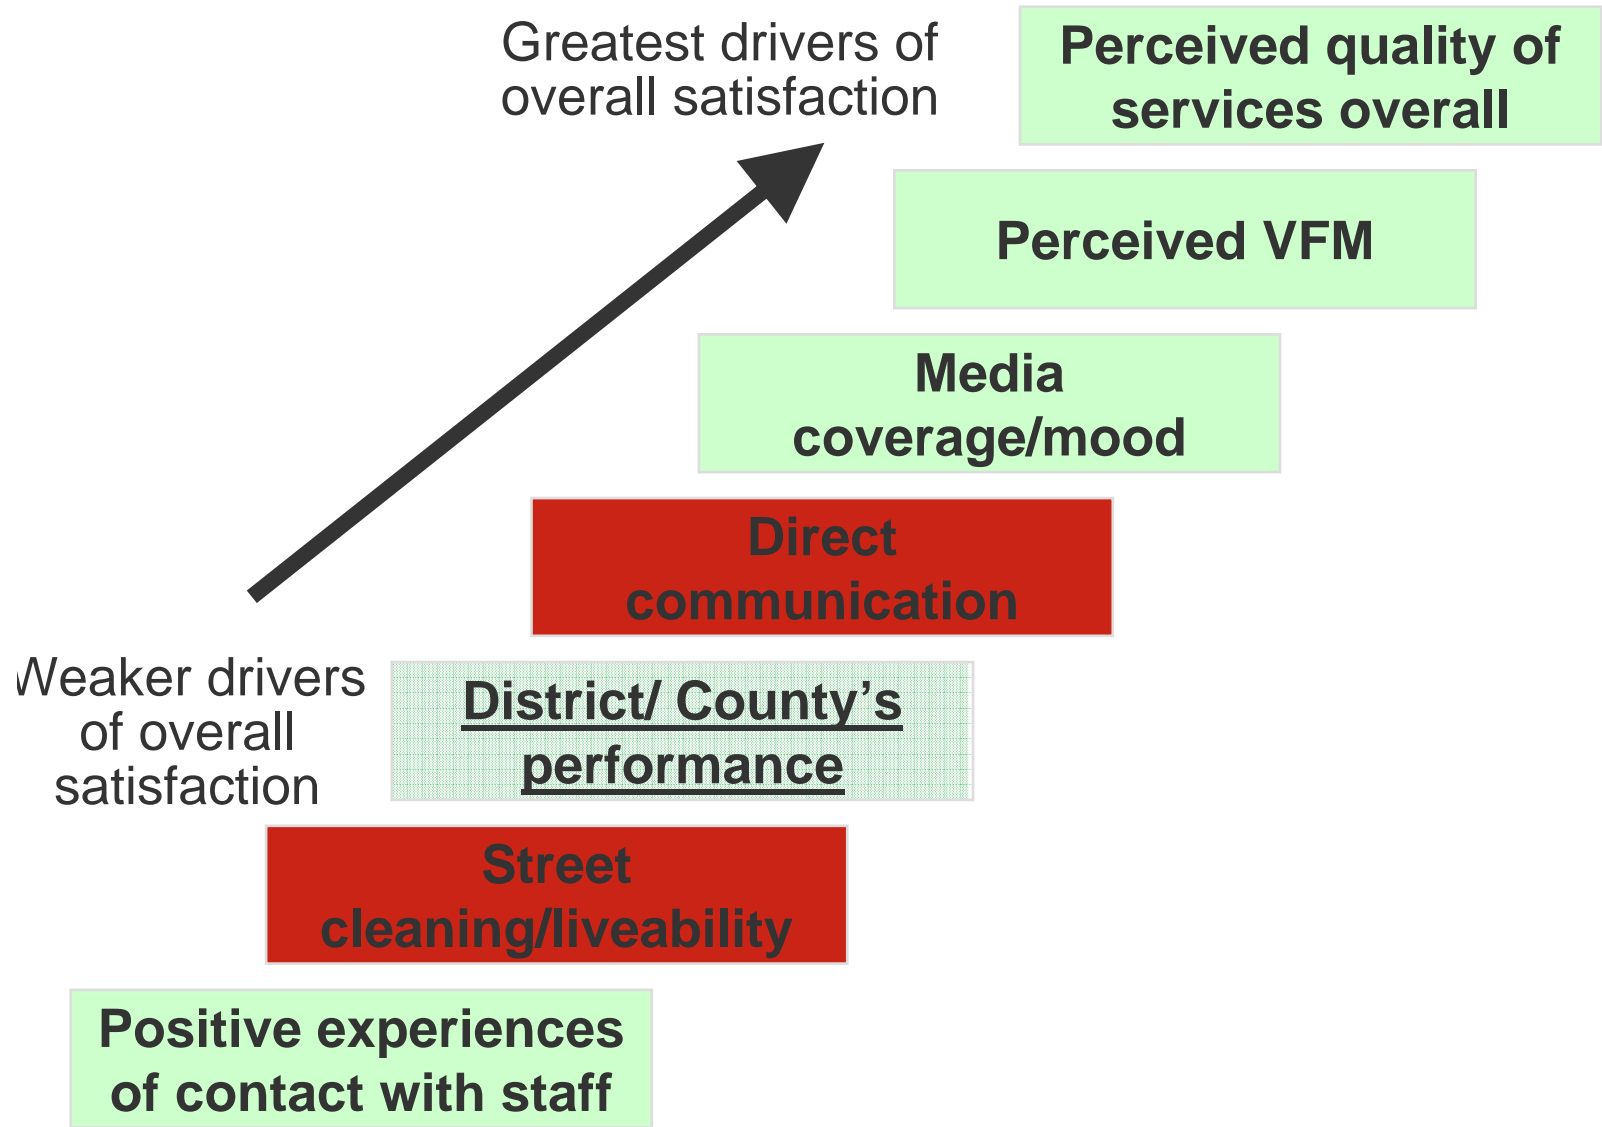 Greatest drivers of
overall satisfaction
Perceived quality of
services overall
Perceived VFM
Media
coverage/mood
Direct
communication
Weaker drivers
of overall
satisfaction
District/ County’s
performance
Street
cleaning/liveability
Positive experiences
of contact with staff